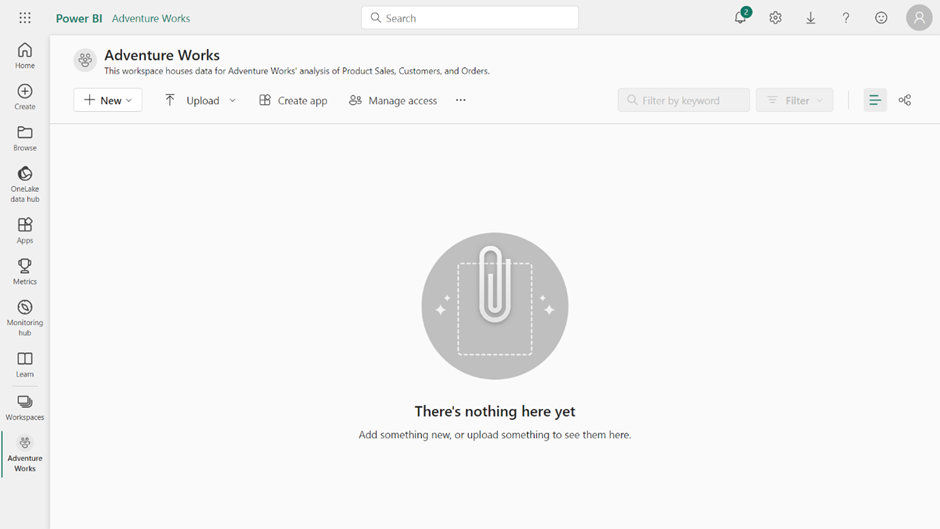 Power BI Adventure Works
Search
2
Home
Create
Browse
OneLake
data hub
Apps
Metrics
Monitoring
hub
Learn
Workspaces
Adventure
Works
Adventure Works
This workspace houses data for Adventure Works' analysis of Product Sales, Customers, and Orders.
New Upload Create app Manage access
Filter by keyword Filter
There's nothing here yet
Add something new, or upload something to see them here.